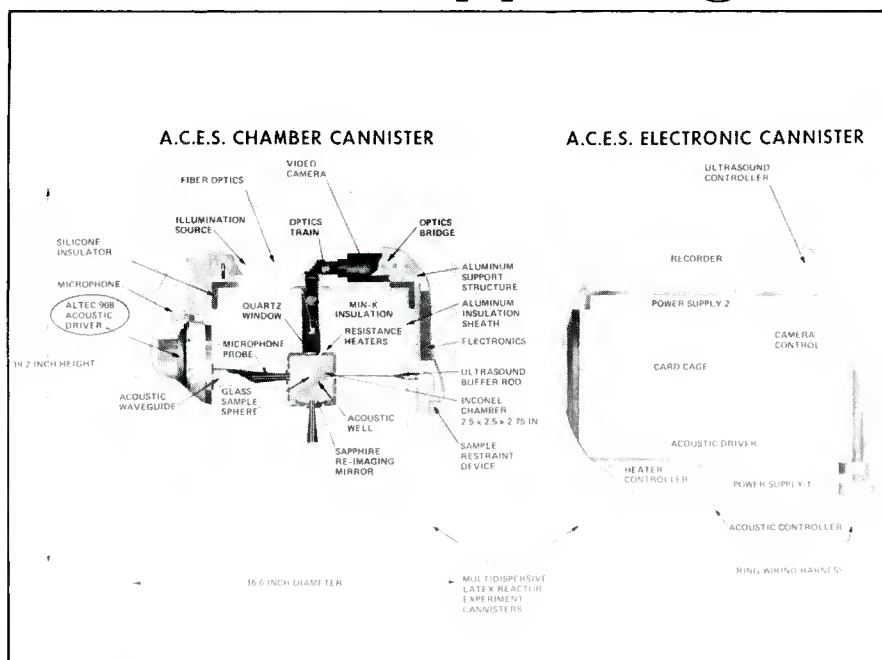 A.C.E.S. CHAMBER CANNISTER
A.C.E.S. ELECTRONIC CANNISTER
VIDEO
CAMERA
FIBER OPTICS
ILLUMINATION
SOURCE
OPTICS
TRAIN
OPTICS
BRIDGE
SILICONE
INSULATOR
MICROPHONE
ALTEC 90B
ACOUSTIC
DRIVER
19.2 INCH HEIGHT
QUARTZ
WINDOW
MIN-K
INSULATION
RESISTANCE
HEATERS
MICROPHONE
PROBE
ACOUSTIC
WAVEGUIDE
GLASS
SAMPLE
SPHERE
ACOUSTIC
WELL
SAPPHIRE
RE-IMAGING
MIRROR
ALUMINUM
SUPPORT
STRUCTURE
ALUMINUM
INSULATION
SHEATH
ELECTRONICS
ULTRASOUND
BUFFER ROD
INCONEL
CHAMBER
2.5 x 2.5 x 2.75 IN
SAMPLE
RESTRAINT
DEVICE
16.6 INCH DIAMETER
MULTIDISPERSIVE
LATEX REACTOR
EXPERIMENT
CANNISTERS
ULTRASOUND
CONTROLLER
RECORDER
POWER SUPPLY 2
CAMERA
CONTROL
CARD CAGE
ACOUSTIC DRIVER
HEATER
CONTROLLER
POWER SUPPLY 1
ACOUSTIC CONTROLLER
RING WIRING HARNESS